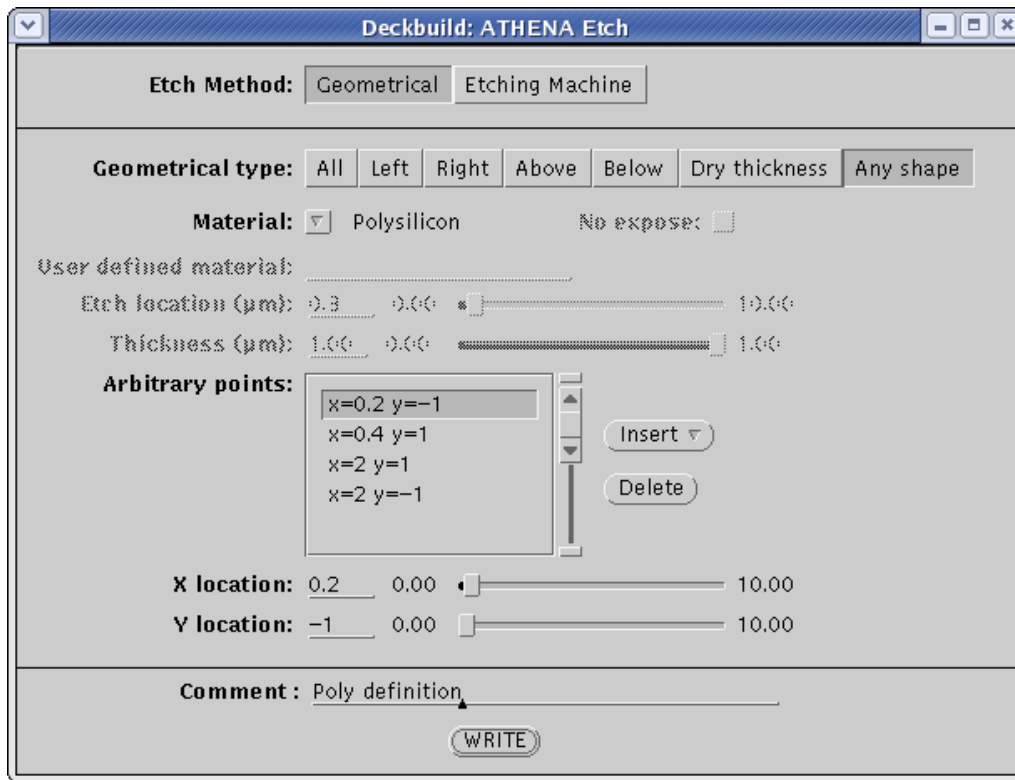 Deckbuild: ATHENA Etch
Etch Method: Geometrical Etching Machine
Geometrical type: All Left Right Above Below Dry thickness Any shape
Material: Polysilicon No expose:
User defined material:
Etch location (µm): 0.3 0.00 10.00
Thickness (µm): 1.00 0.00 1.00
Arbitrary points:
x=0.2 y=−1
x=0.4 y=1
Insert
x=2 y=1
x=2 y=−1
Delete
X location: 0.2 0.00 10.00
Y location: −1 0.00 10.00
Comment : Poly definition
WRITE